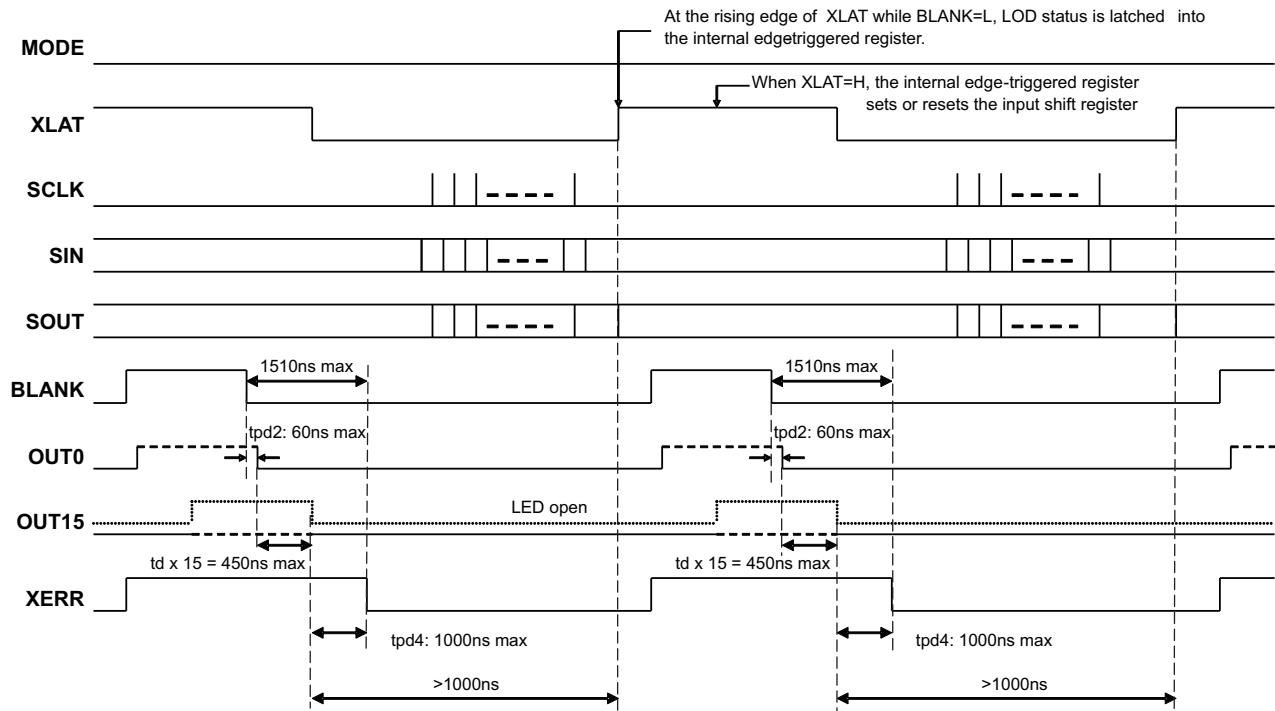 At the rising edge of XLAT while BLANK=L, LOD status is latched into
the internal edgetriggered register.
MODE
When XLAT=H, the internal edge-triggered register
sets or resets the input shift register
XLAT
SCLK
SIN
SOUT
1510ns max
1510ns max
BLANK
tpd2: 60ns max
tpd2: 60ns max
OUT0
LED open
OUT15
td x 15 = 450ns max
td x 15 = 450ns max
XERR
tpd4: 1000ns max
tpd4: 1000ns max
>1000ns
>1000ns